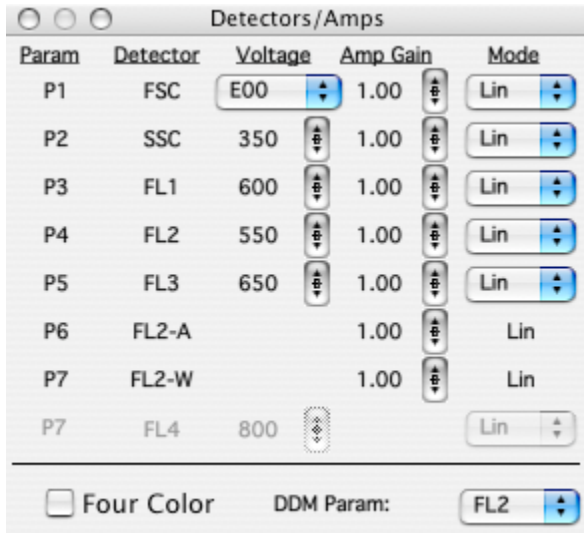 Detectors/Amps
Param Detector Voltage Amp Gain Mode
P1 FSC E00 1.00 Lin
P2 SSC 350 1.00 Lin
P3 FL1 600 1.00 Lin
P4 FL2 550 1.00 Lin
P5 FL3 650 1.00 Lin
P6 FL2-A 1.00 Lin
P7 FL2-W 1.00 Lin
P7 FL4 800 Lin
Four Color DDM Param: FL2